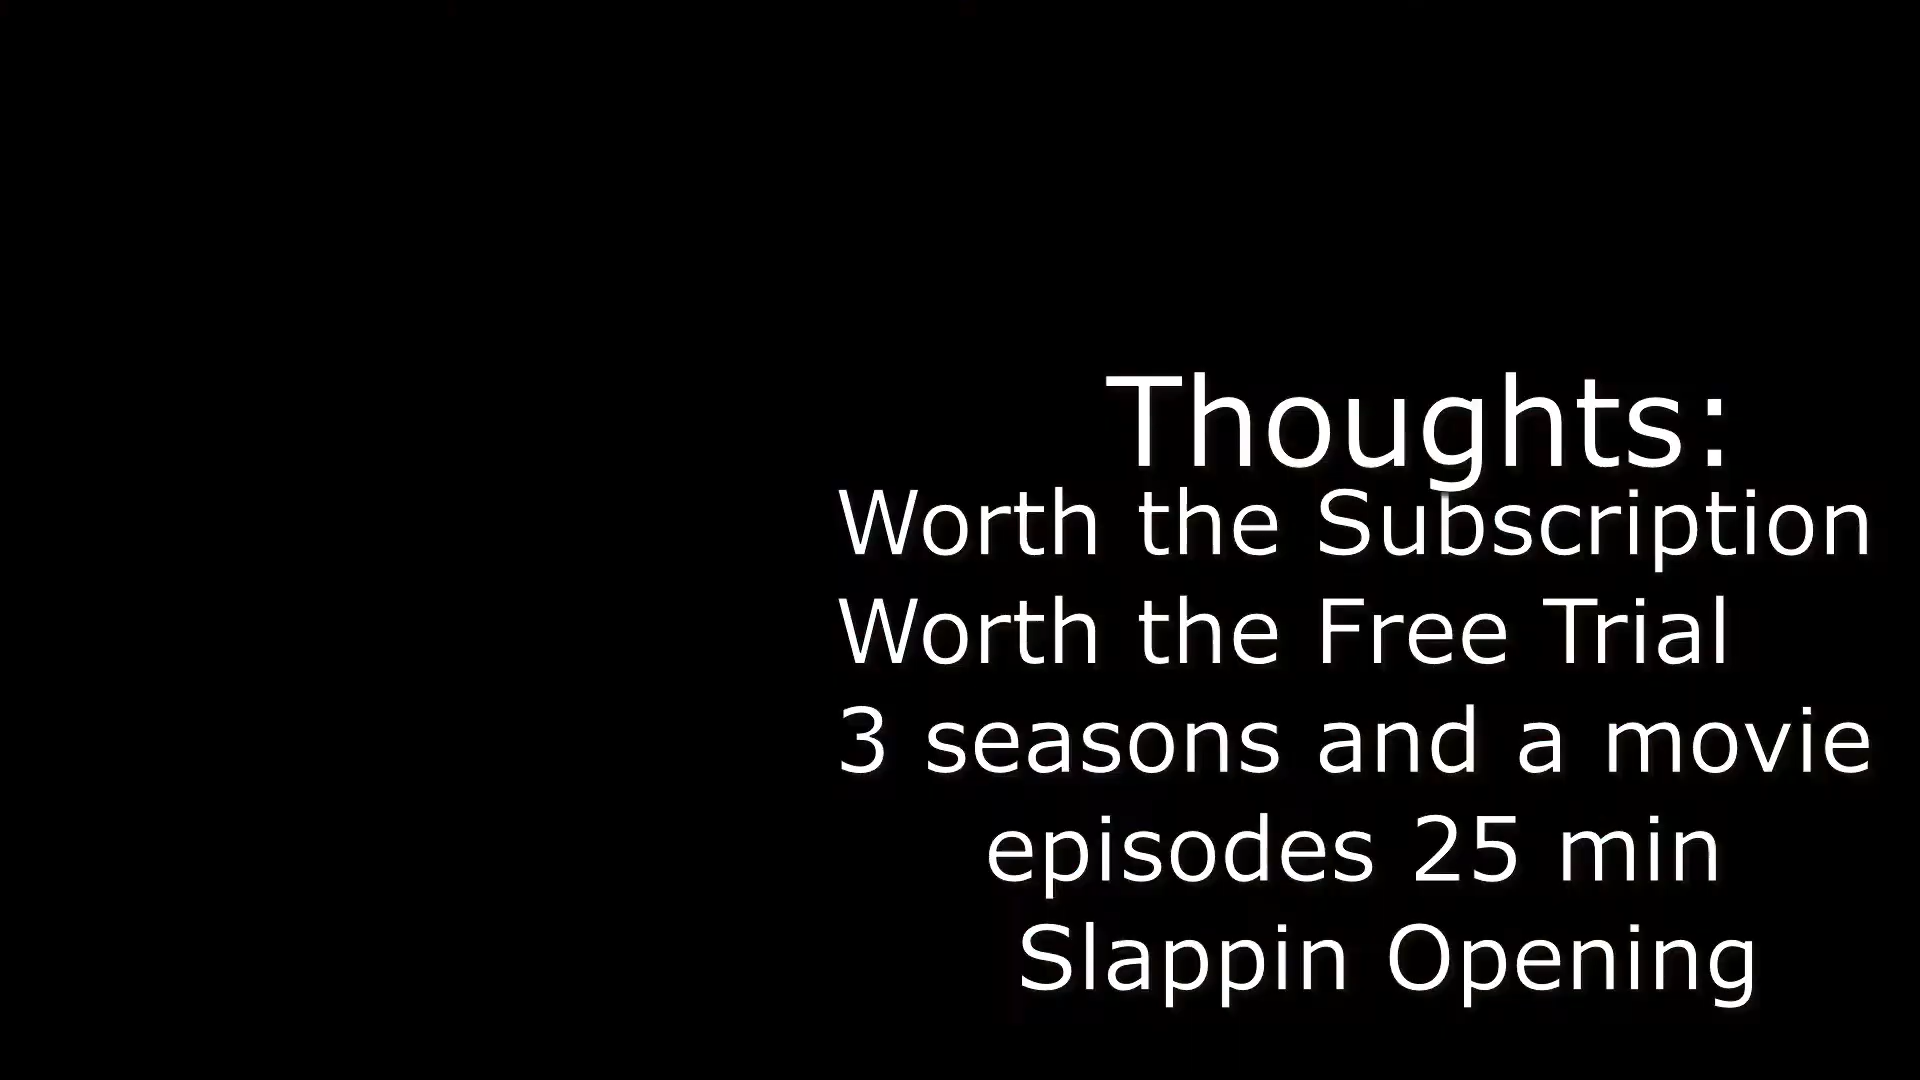 Thoughts:
Worth the Subscription
Worth the Free Trial
3 seasons and a movie
episodes 25 min
Slappin Opening